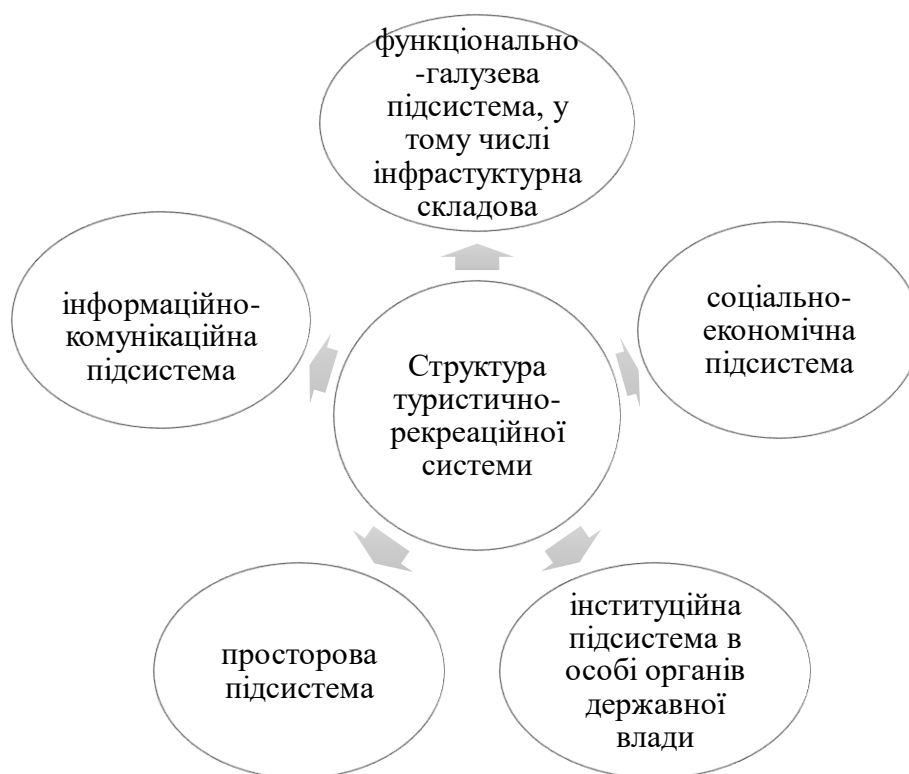 функціонально
-галузева
підсистема, у
тому числі
інфрастуктурна
складова
інформаційно-
комунікаційна
підсистема
соціально-
економічна
підсистема
Структура
туристично-
рекреаційної
системи
просторова
підсистема
інституційна
підсистема в
особі органів
державної
влади